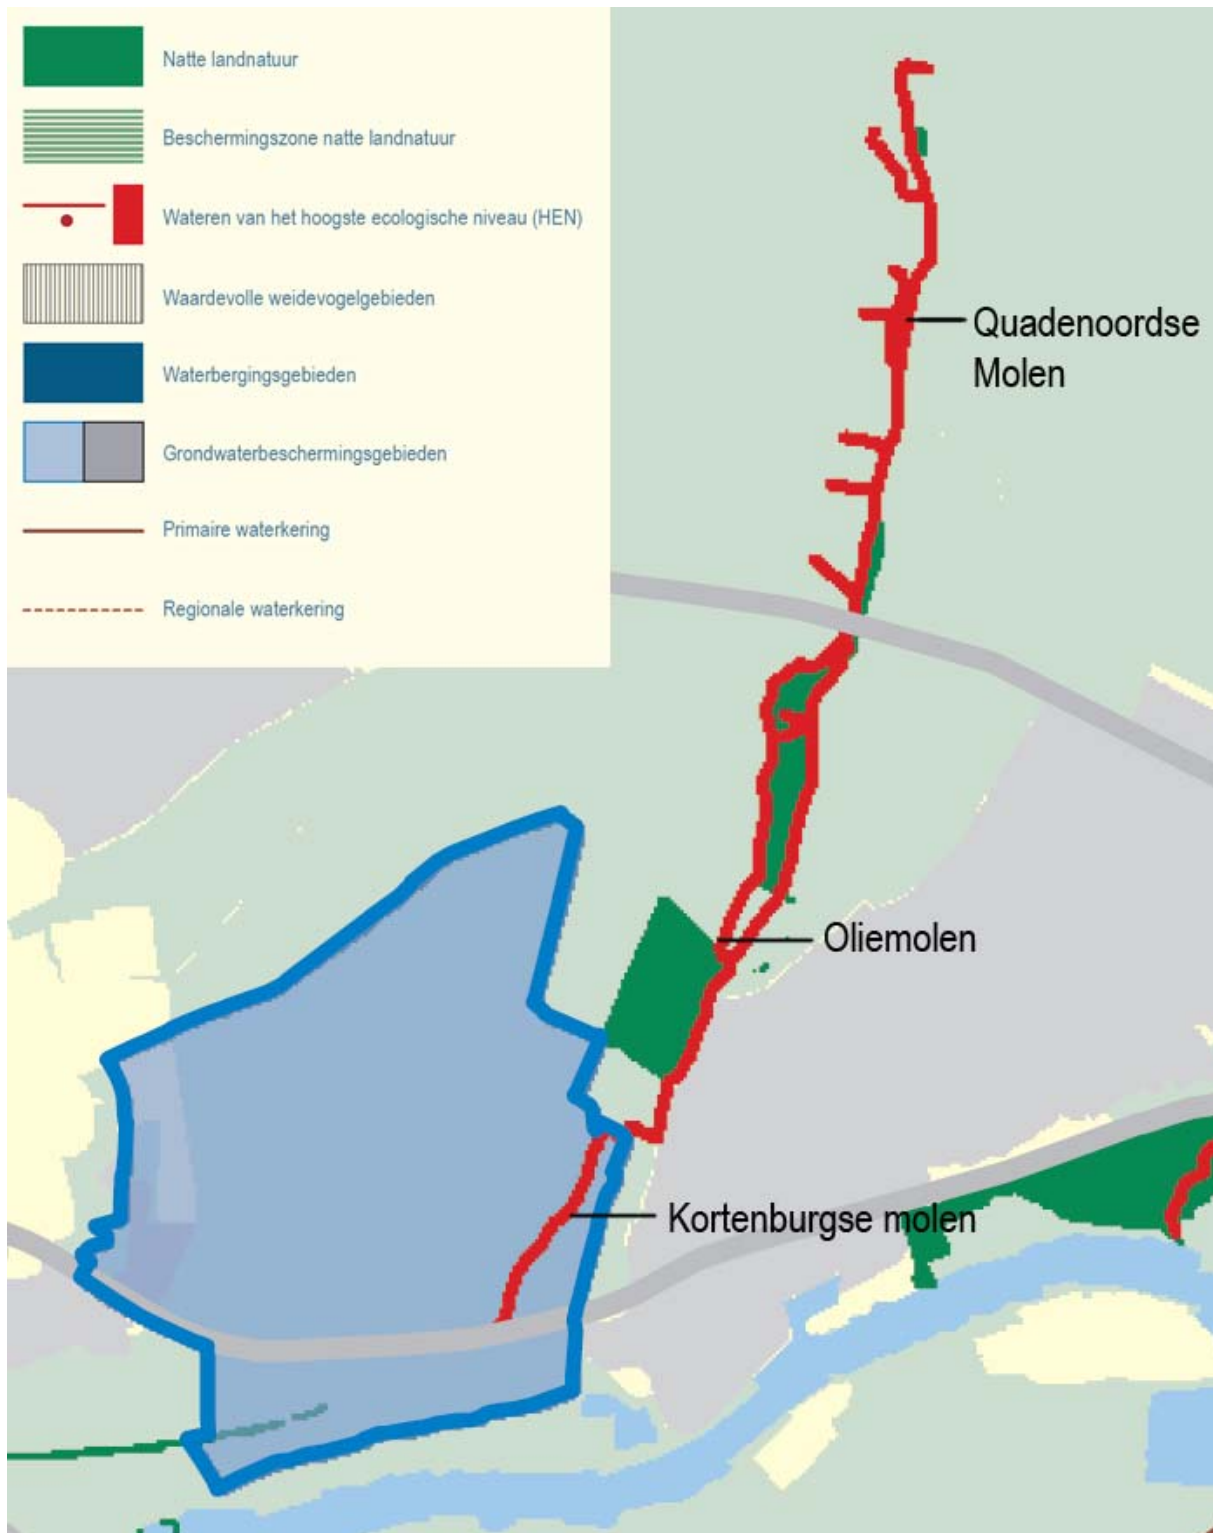 Natte landnatuur
Beschermingszone natte landnatuur
Wateren van het hoogste ecologische niveau (HEN)
Waardevolle weidevogelgebieden
Waterbergingsgebieden
Grondwaterbeschermingsgebieden
Primaire waterkering
Regionale waterkering
Quadenoordse
Molen
Oliemolen
Kortenburgse molen